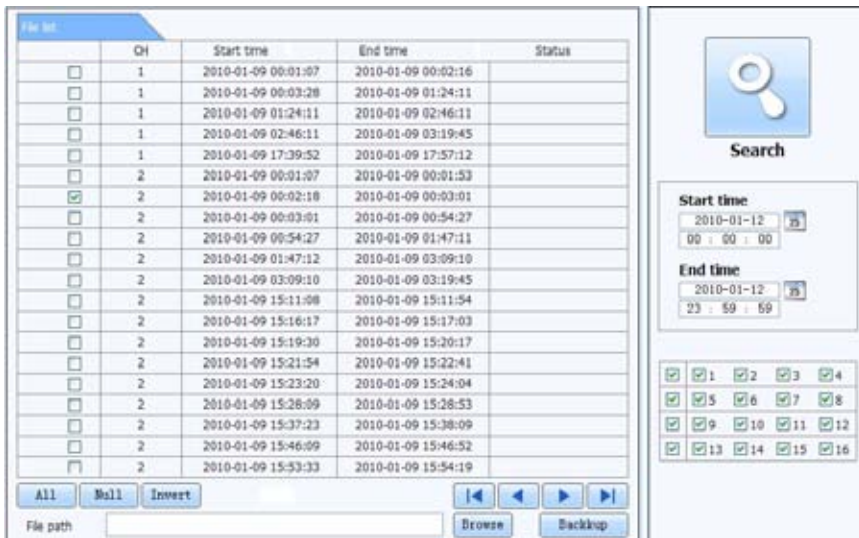 File list
CH Start time End time Status
1 2010-01-09 00:01:07 2010-01-09 00:02:16
1 2010-01-09 00:03:28 2010-01-09 01:24:11
1 2010-01-09 01:24:11 2010-01-09 02:46:11
1 2010-01-09 02:46:11 2010-01-09 03:19:45
1 2010-01-09 17:39:52 2010-01-09 17:57:12
2 2010-01-09 00:01:07 2010-01-09 00:01:53
2 2010-01-09 00:02:18 2010-01-09 00:03:01
2 2010-01-09 00:03:01 2010-01-09 00:54:27
2 2010-01-09 00:54:27 2010-01-09 01:47:11
2 2010-01-09 01:47:12 2010-01-09 03:09:10
2 2010-01-09 03:09:10 2010-01-09 03:19:45
2 2010-01-09 15:11:08 2010-01-09 15:11:54
2 2010-01-09 15:16:17 2010-01-09 15:17:03
2 2010-01-09 15:19:30 2010-01-09 15:20:17
2 2010-01-09 15:21:54 2010-01-09 15:22:41
2 2010-01-09 15:23:20 2010-01-09 15:24:04
2 2010-01-09 15:28:09 2010-01-09 15:28:53
2 2010-01-09 15:37:23 2010-01-09 15:38:09
2 2010-01-09 15:46:09 2010-01-09 15:46:52
2 2010-01-09 15:53:33 2010-01-09 15:54:19
All Null Invert
File path Browse Backkup
Search
Start time
2010-01-12
00 : 00 : 00
End time
2010-01-12
23 : 59 : 59
1 2 3 4
5 6 7 8
9 10 11 12
13 14 15 16